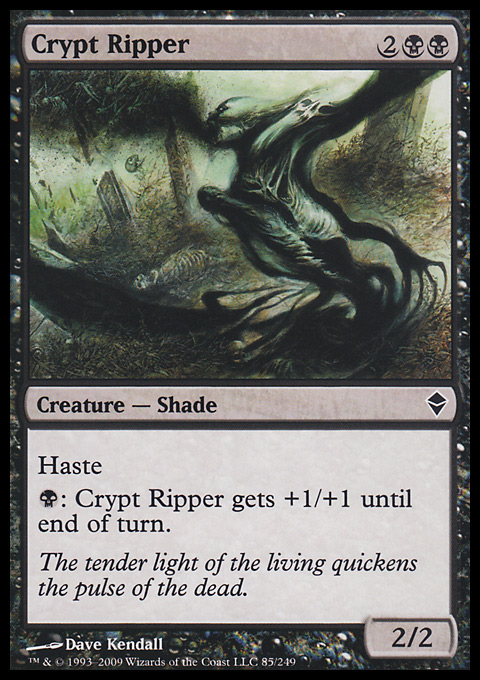 Crypt Ripper 2
Creature — Shade
Haste
: Crypt Ripper gets +1/+1 until
end of turn.
The tender light of the living quickens
the pulse of the dead.
Dave Kendall
2/2
™ & © 1993–2009 Wizards of the Coast LLC 85/249